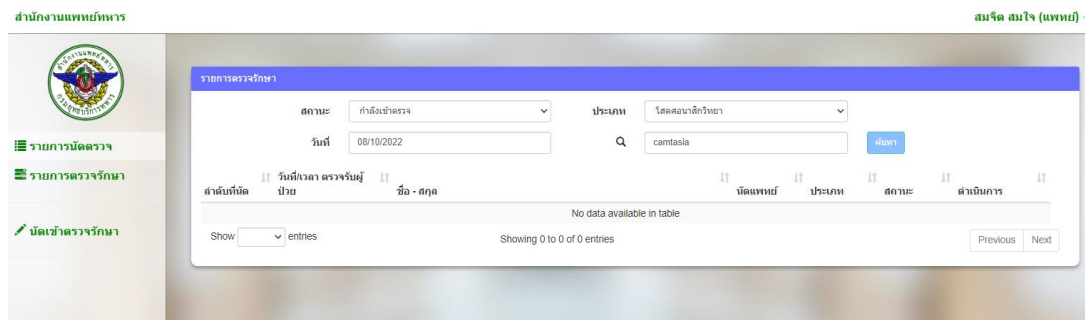 สำนักงานแพทย์ทหาร
สมจิต สมใจ (แพทย์)
รายการตรวจรักษา
สถานะ กำลังเข้าตรวจ ประเภท โสตศอนาสิกวิทยา
รายการนัดตรวจ
วันที่ 08/10/2022 camtasia ค้นหา
รายการตรวจรักษา
ลำดับที่นัด วันที่/เวลา ตรวจรับผู้ป่วย ชื่อ - สกุล นัดแพทย์ ประเภท สถานะ ดำเนินการ
No data available in table
นัดเข้าตรวจรักษา
Show entries Showing 0 to 0 of 0 entries Previous Next